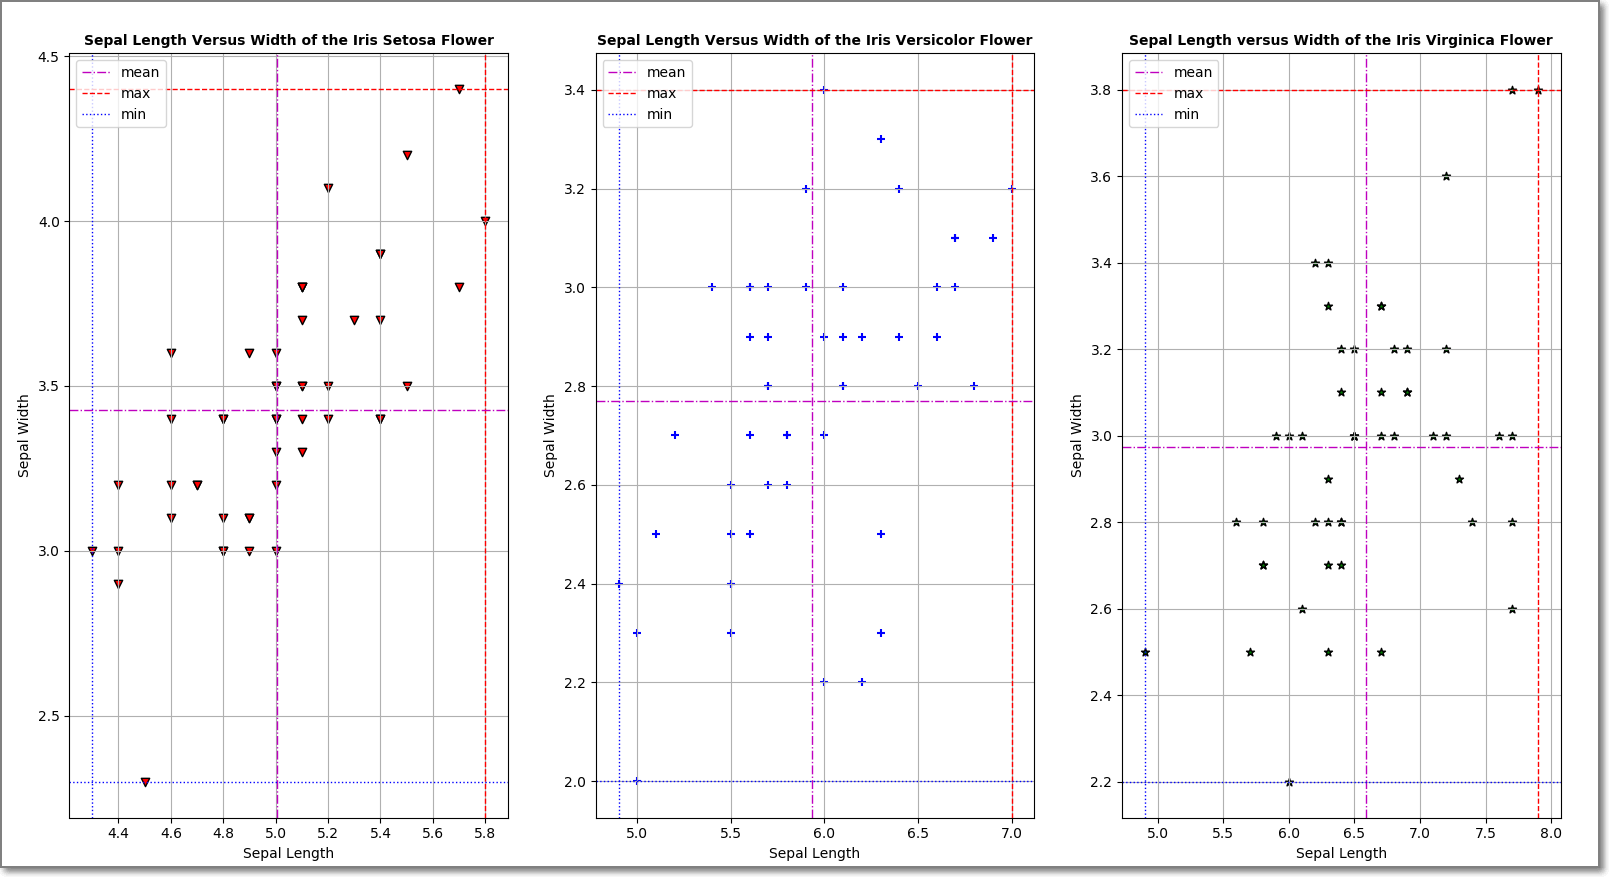 Sepal Length Versus Width of the Iris Setosa Flower
mean
max
min
4.5
4.0
3.5
3.0
2.5
Sepal Width
4.4 4.6 4.8 5.0 5.2 5.4 5.6 5.8
Sepal Length
Sepal Length Versus Width of the Iris Versicolor Flower
mean
max
min
3.4
3.2
3.0
2.8
2.6
2.4
2.2
2.0
Sepal Width
5.0 5.5 6.0 6.5 7.0
Sepal Length
Sepal Length versus Width of the Iris Virginica Flower
mean
max
min
3.8
3.6
3.4
3.2
3.0
2.8
2.6
2.4
2.2
Sepal Width
5.0 5.5 6.0 6.5 7.0 7.5 8.0
Sepal Length